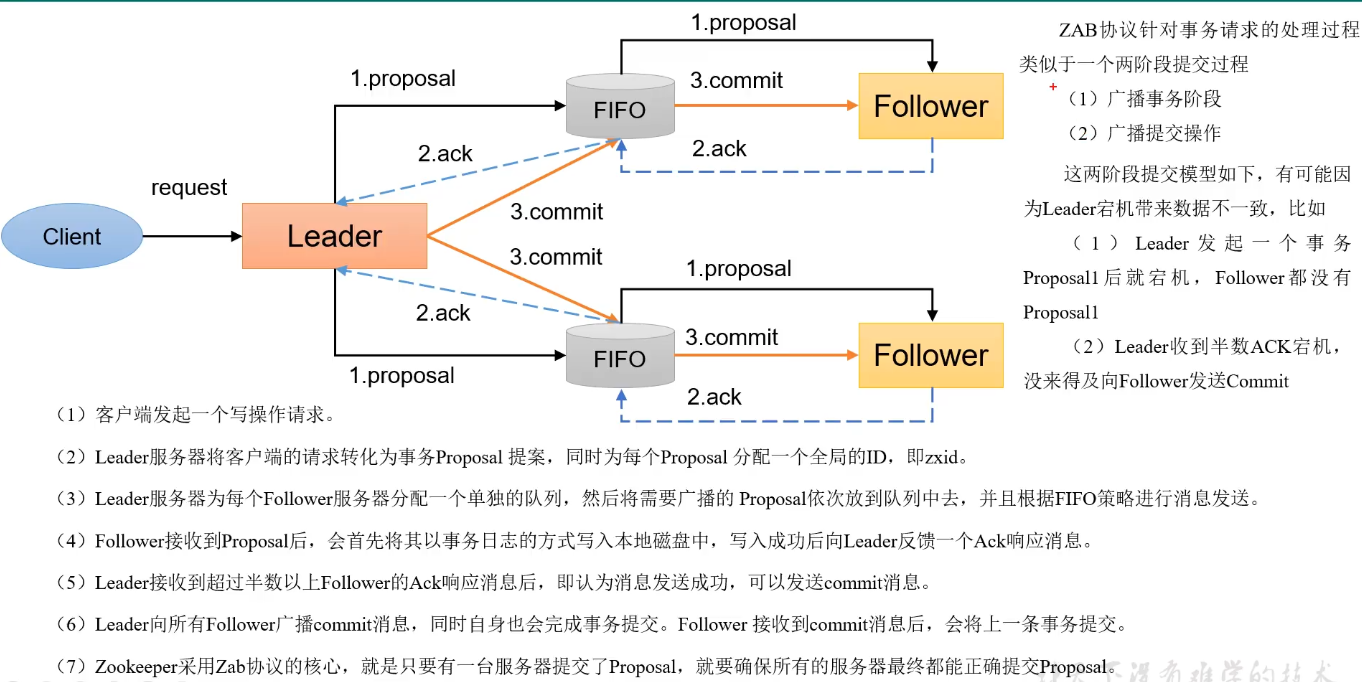 1.proposal
1.proposal
FIFO
3.commit
Follower
2.ack
2.ack
request
Client
Leader
3.commit
3.commit
1.proposal
2.ack
FIFO
3.commit
Follower
1.proposal
2.ack
ZAB协议针对事务请求的处理过程
类似于一个两阶段提交过程
（1）广播事务阶段
（2）广播提交操作
这两阶段提交模型如下，有可能因
为Leader宕机带来数据不一致，比如
（1）Leader发起一个事务
Proposal1后就宕机，Follower都没有
Proposal1
（2）Leader收到半数ACK宕机，
没来得及向Follower发送Commit
（1）客户端发起一个写操作请求。
（2）Leader服务器将客户端的请求转化为事务Proposal 提案，同时为每个Proposal 分配一个全局的ID，即zxid。
（3）Leader服务器为每个Follower服务器分配一个单独的队列，然后将需要广播的 Proposal依次放到队列中去，并且根据FIFO策略进行消息发送。
（4）Follower接收到Proposal后，会首先将其以事务日志的方式写入本地磁盘中，写入成功后向Leader反馈一个Ack响应消息。
（5）Leader接收到超过半数以上Follower的Ack响应消息后，即认为消息发送成功，可以发送commit消息。
（6）Leader向所有Follower广播commit消息，同时自身也会完成事务提交。Follower 接收到commit消息后，会将上一条事务提交。
（7）Zookeeper采用Zab协议的核心，就是只要有一台服务器提交了Proposal，就要确保所有的服务器最终都能正确提交Proposal。
下没有难学的技术